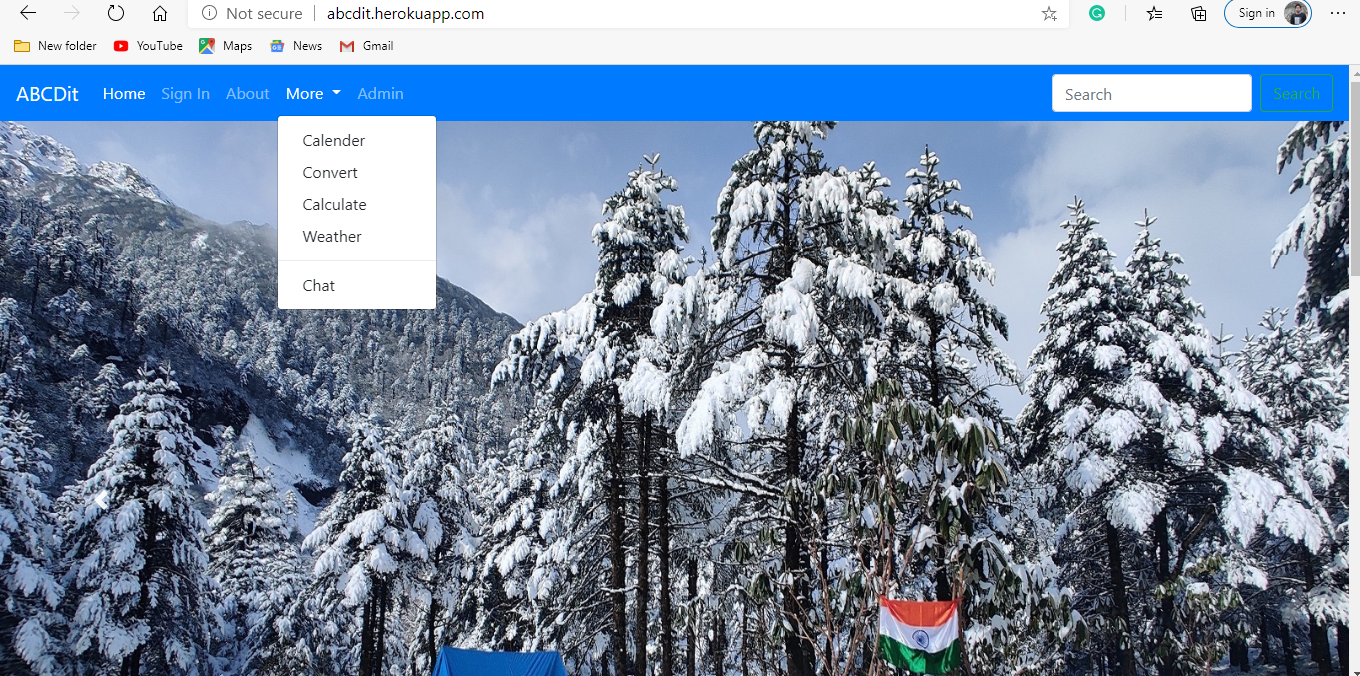 Not secure | abcdit.herokuapp.com Sign in
New folder YouTube Maps News Gmail
ABCDit Home Sign In About More Admin Search Search
Calender
Convert
Calculate
Weather
Chat